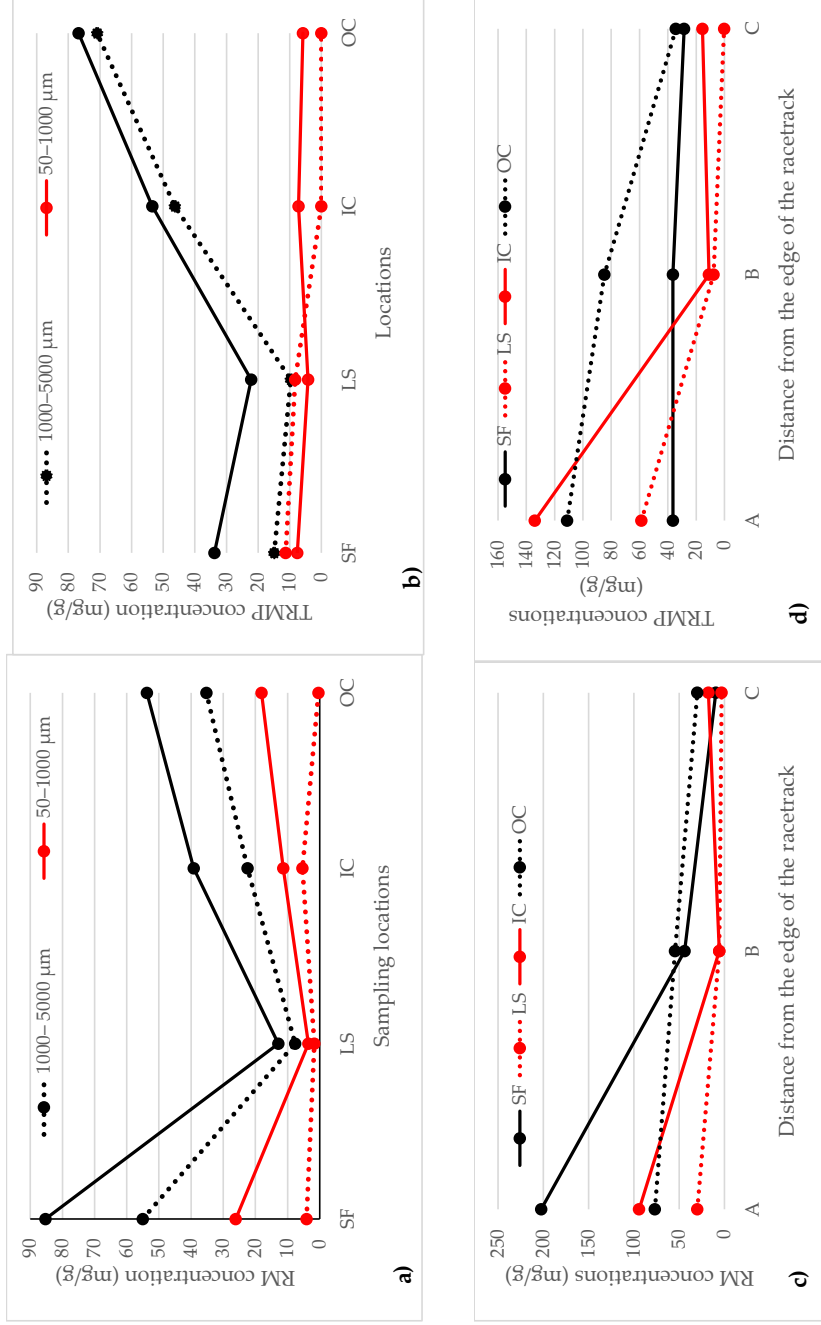 1000– 5000 µm 50–1000 µm
RM concentration (mg/g)
90
80
70
60
50
40
30
20
10
0
SF LS IC OC
Sampling locations
a)
1000–5000 µm 50–1000 µm
TRMP concentration (mg/g)
90
80
70
60
50
40
30
20
10
0
SF LS IC OC
Locations
b)
SF LS IC OC
RM concentrations (mg/g)
250
200
150
100
50
0
A B C
Distance from the edge of the racetrack
c)
SF LS IC OC
TRMP concentrations
(mg/g)
160
140
120
100
80
60
40
20
0
A B C
Distance from the edge of the racetrack
d)